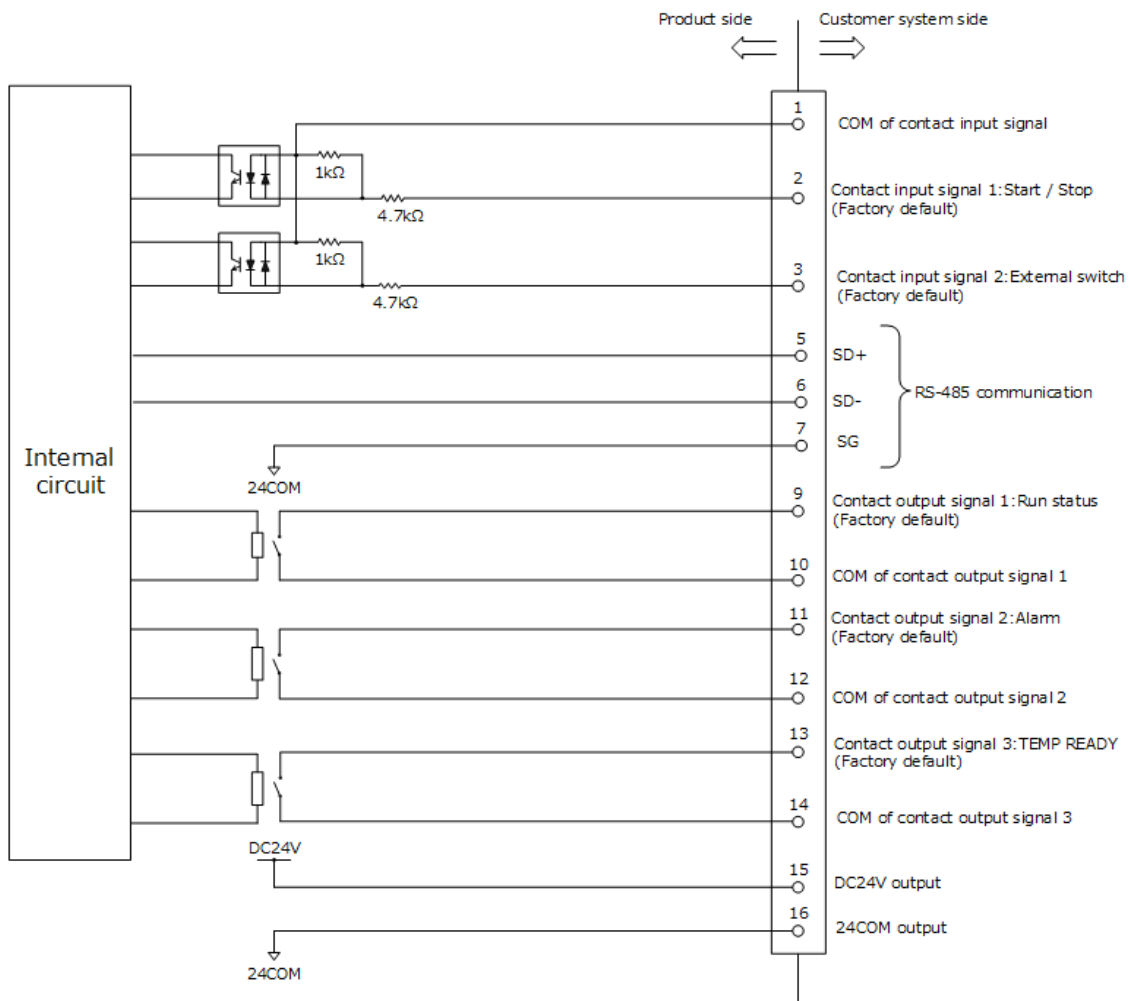 Product side
Customer system side
1
COM of contact input signal
1kΩ
2
Contact input signal 1:Start / Stop
(Factory default)
4.7kΩ
1kΩ
3
Contact input signal 2:External switch
(Factory default)
4.7kΩ
5
SD+
6
SD-
RS-485 communication
7
SG
24COM
Internal
circuit
9
Contact output signal 1:Run status
(Factory default)
10
COM of contact output signal 1
11
Contact output signal 2:Alarm
(Factory default)
12
COM of contact output signal 2
13
Contact output signal 3:TEMP READY
(Factory default)
14
COM of contact output signal 3
DC24V
15
DC24V output
16
24COM output
24COM